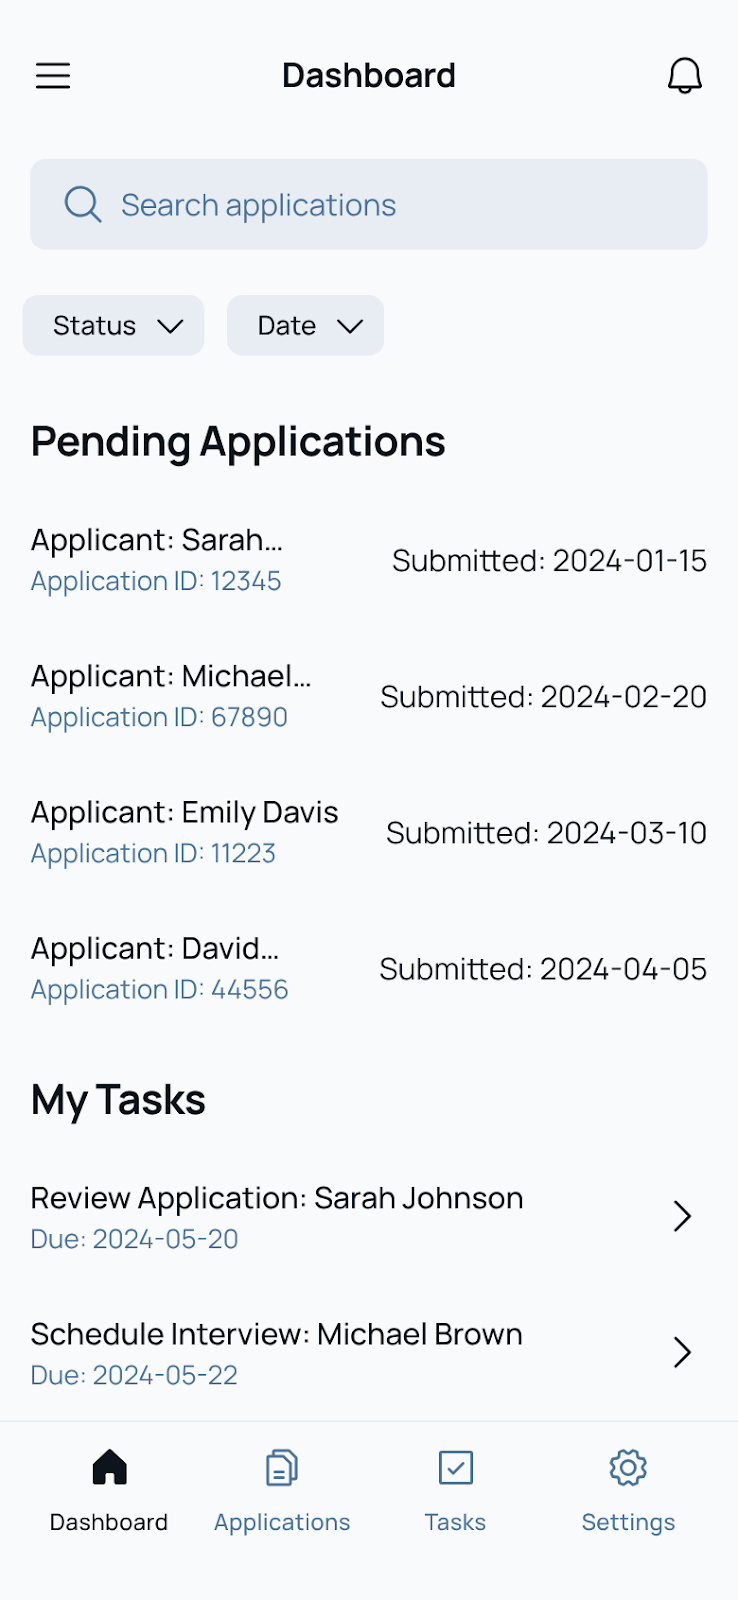 Dashboard
Search applications
Status
Date
Pending Applications
Applicant: Sarah...
Application ID: 12345
Submitted: 2024-01-15
Applicant: Michael...
Application ID: 67890
Submitted: 2024-02-20
Applicant: Emily Davis
Application ID: 11223
Submitted: 2024-03-10
Applicant: David...
Application ID: 44556
Submitted: 2024-04-05
My Tasks
Review Application: Sarah Johnson
Due: 2024-05-20
Schedule Interview: Michael Brown
Due: 2024-05-22
Dashboard
Applications
Tasks
Settings